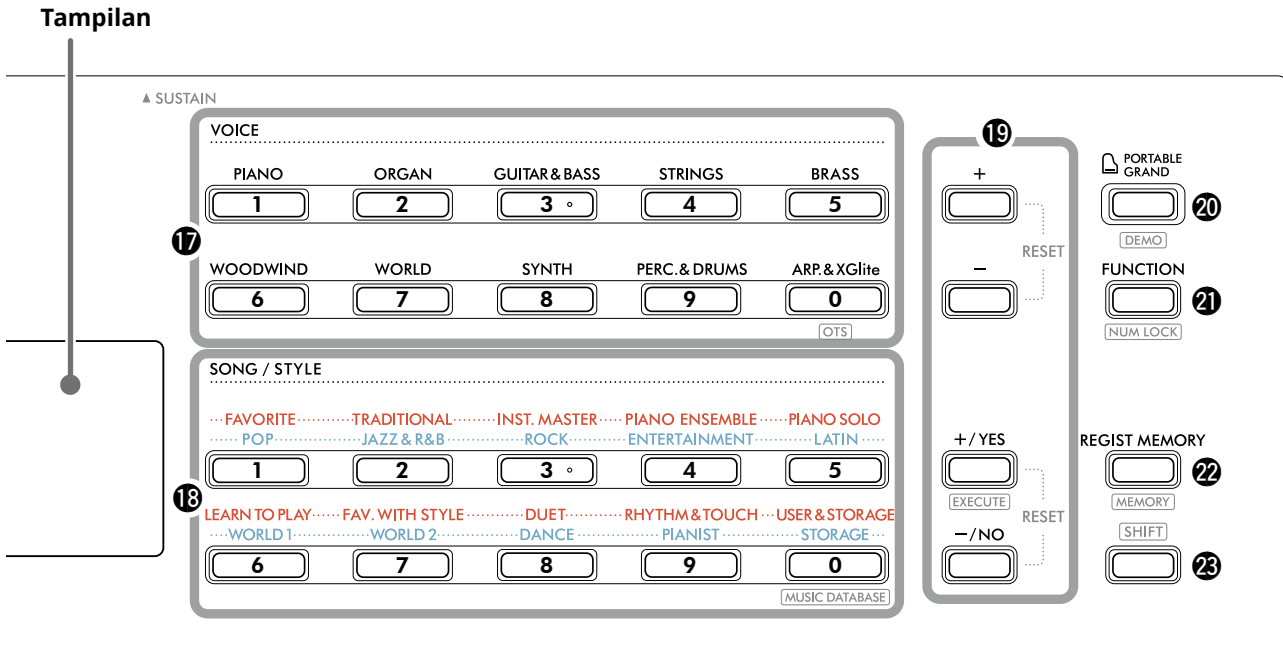 Tampilan
▲ SUSTAIN
VOICE
PIANO ORGAN GUITAR & BASS STRINGS BRASS
1 2 3 4 5
WOODWIND WORLD SYNTH PERC. & DRUMS ARP. & XGlite
6 7 8 9 0
OTS
⓱
SONG / STYLE
FAVORITE TRADITIONAL INST. MASTER PIANO ENSEMBLE PIANO SOLO
POP JAZZ & R&B ROCK ENTERTAINMENT LATIN
1 2 3 4 5
LEARN TO PLAY FAV. WITH STYLE DUET RHYTHM & TOUCH USER & STORAGE
WORLD 1 WORLD 2 DANCE PIANIST STORAGE
6 7 8 9 0
MUSIC DATABASE
⓲
⓳
+
RESET
−
+/YES
EXECUTE
RESET
−/NO
PORTABLE
GRAND
⓴
DEMO
FUNCTION
21
NUM LOCK
REGIST MEMORY
22
MEMORY
SHIFT
23